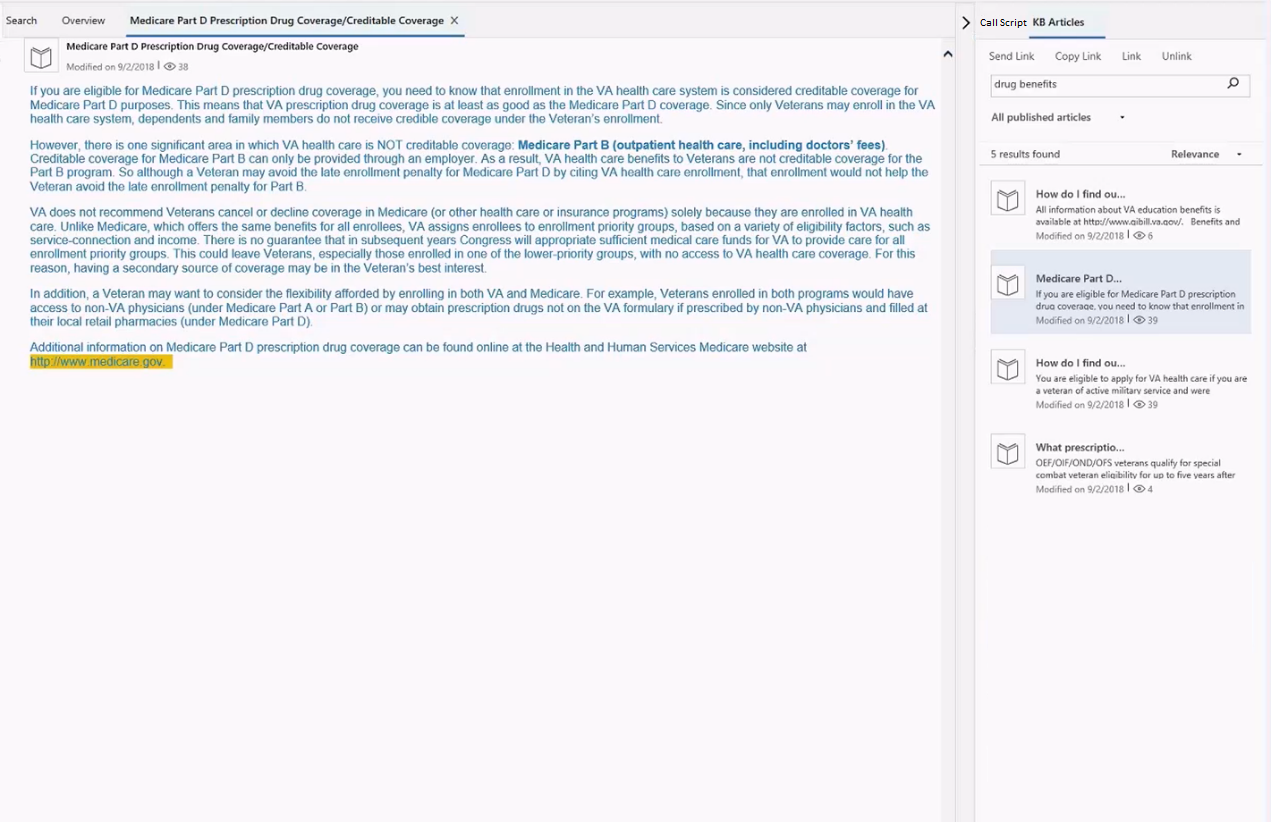 Search Overview Medicare Part D Prescription Drug Coverage/Creditable Coverage X
Medicare Part D Prescription Drug Coverage/Creditable Coverage
Modified on 9/2/2018 | 38
If you are eligible for Medicare Part D prescription drug coverage, you need to know that enrollment in the VA health care system is considered creditable coverage for
Medicare Part D purposes. This means that VA prescription drug coverage is at least as good as the Medicare Part D coverage. Since only Veterans may enroll in the VA
health care system, dependents and family members do not receive credible coverage under the Veteran's enrollment.
However, there is one significant area in which VA health care is NOT creditable coverage: Medicare Part B (outpatient health care, including doctors' fees).
Creditable coverage for Medicare Part B can only be provided through an employer. As a result, VA health care benefits to Veterans are not creditable coverage for the
Part B program. So although a Veteran may avoid the late enrollment penalty for Medicare Part D by citing VA health care enrollment, that enrollment would not help the
Veteran avoid the late enrollment penalty for Part B.
VA does not recommend Veterans cancel or decline coverage in Medicare (or other health care or insurance programs) solely because they are enrolled in VA health
care. Unlike Medicare, which offers the same benefits for all enrollees, VA assigns enrollees to enrollment priority groups, based on a variety of eligibility factors, such as
service-connection and income. There is no guarantee that in subsequent years Congress will appropriate sufficient medical care funds for VA to provide care for all
enrollment priority groups. This could leave Veterans, especially those enrolled in one of the lower-priority groups, with no access to VA health care coverage. For this
reason, having a secondary source of coverage may be in the Veteran's best interest.
In addition, a Veteran may want to consider the flexibility afforded by enrolling in both VA and Medicare. For example, Veterans enrolled in both programs would have
access to non-VA physicians (under Medicare Part A or Part B) or may obtain prescription drugs not on the VA formulary if prescribed by non-VA physicians and filled at
their local retail pharmacies (under Medicare Part D).
Additional information on Medicare Part D prescription drug coverage can be found online at the Health and Human Services Medicare website at
http://www.medicare.gov.
Call Script KB Articles
Send Link Copy Link Link Unlink
drug benefits
All published articles
5 results found Relevance
How do I find ou...
All information about VA education benefits is
available at http://www.gibill.va.gov/. Benefits and
Modified on 9/2/2018 | 6
Medicare Part D...
If you are eligible for Medicare Part D prescription
drug coverage, you need to know that enrollment in
Modified on 9/2/2018 | 39
How do I find ou...
You are eligible to apply for VA health care if you are
a veteran of active military service and were
Modified on 9/2/2018 | 39
What prescriptio...
OEF/OIF/OND/OFS veterans qualify for special
combat veteran eligibility for up to five years after
Modified on 9/2/2018 | 4